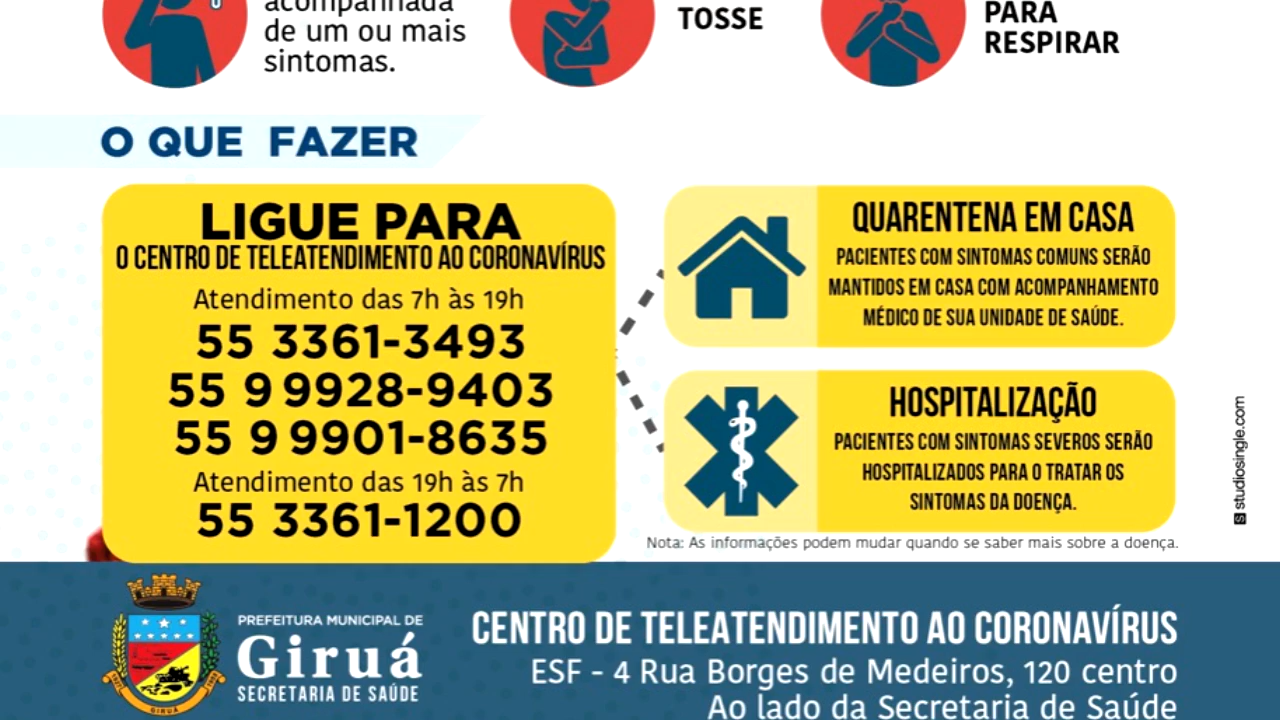 acompanhada
de um ou mais
sintomas.
TOSSE
PARA
RESPIRAR
O QUE FAZER
LIGUE PARA
O CENTRO DE TELEATENDIMENTO AO CORONAVÍRUS
Atendimento das 7h às 19h
55 3361-3493
55 9 9928-9403
55 9 9901-8635
Atendimento das 19h às 7h
55 3361-1200
QUARENTENA EM CASA
PACIENTES COM SINTOMAS COMUNS SERÃO
MANTIDOS EM CASA COM ACOMPANHAMENTO
MÉDICO DE SUA UNIDADE DE SAÚDE.
HOSPITALIZAÇÃO
PACIENTES COM SINTOMAS SEVEROS SERÃO
HOSPITALIZADOS PARA O TRATAR OS
SINTOMAS DA DOENÇA.
Nota: As informações podem mudar quando se saber mais sobre a doença.
studiosingle.com
GIRUÁ
PREFEITURA MUNICIPAL DE
Giruá
SECRETARIA DE SAÚDE
CENTRO DE TELEATENDIMENTO AO CORONAVÍRUS
ESF - 4 Rua Borges de Medeiros, 120 centro
Ao lado da Secretaria de Saúde